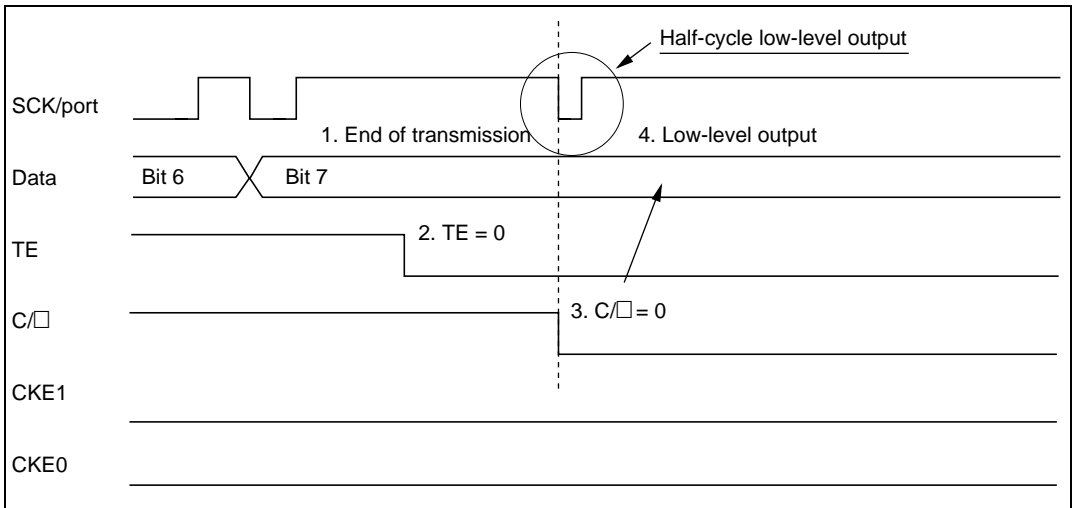 Half-cycle low-level output
SCK/port
1. End of transmission
4. Low-level output
Data
Bit 6
Bit 7
TE
2. TE = 0
C/□
3. C/□ = 0
CKE1
CKE0